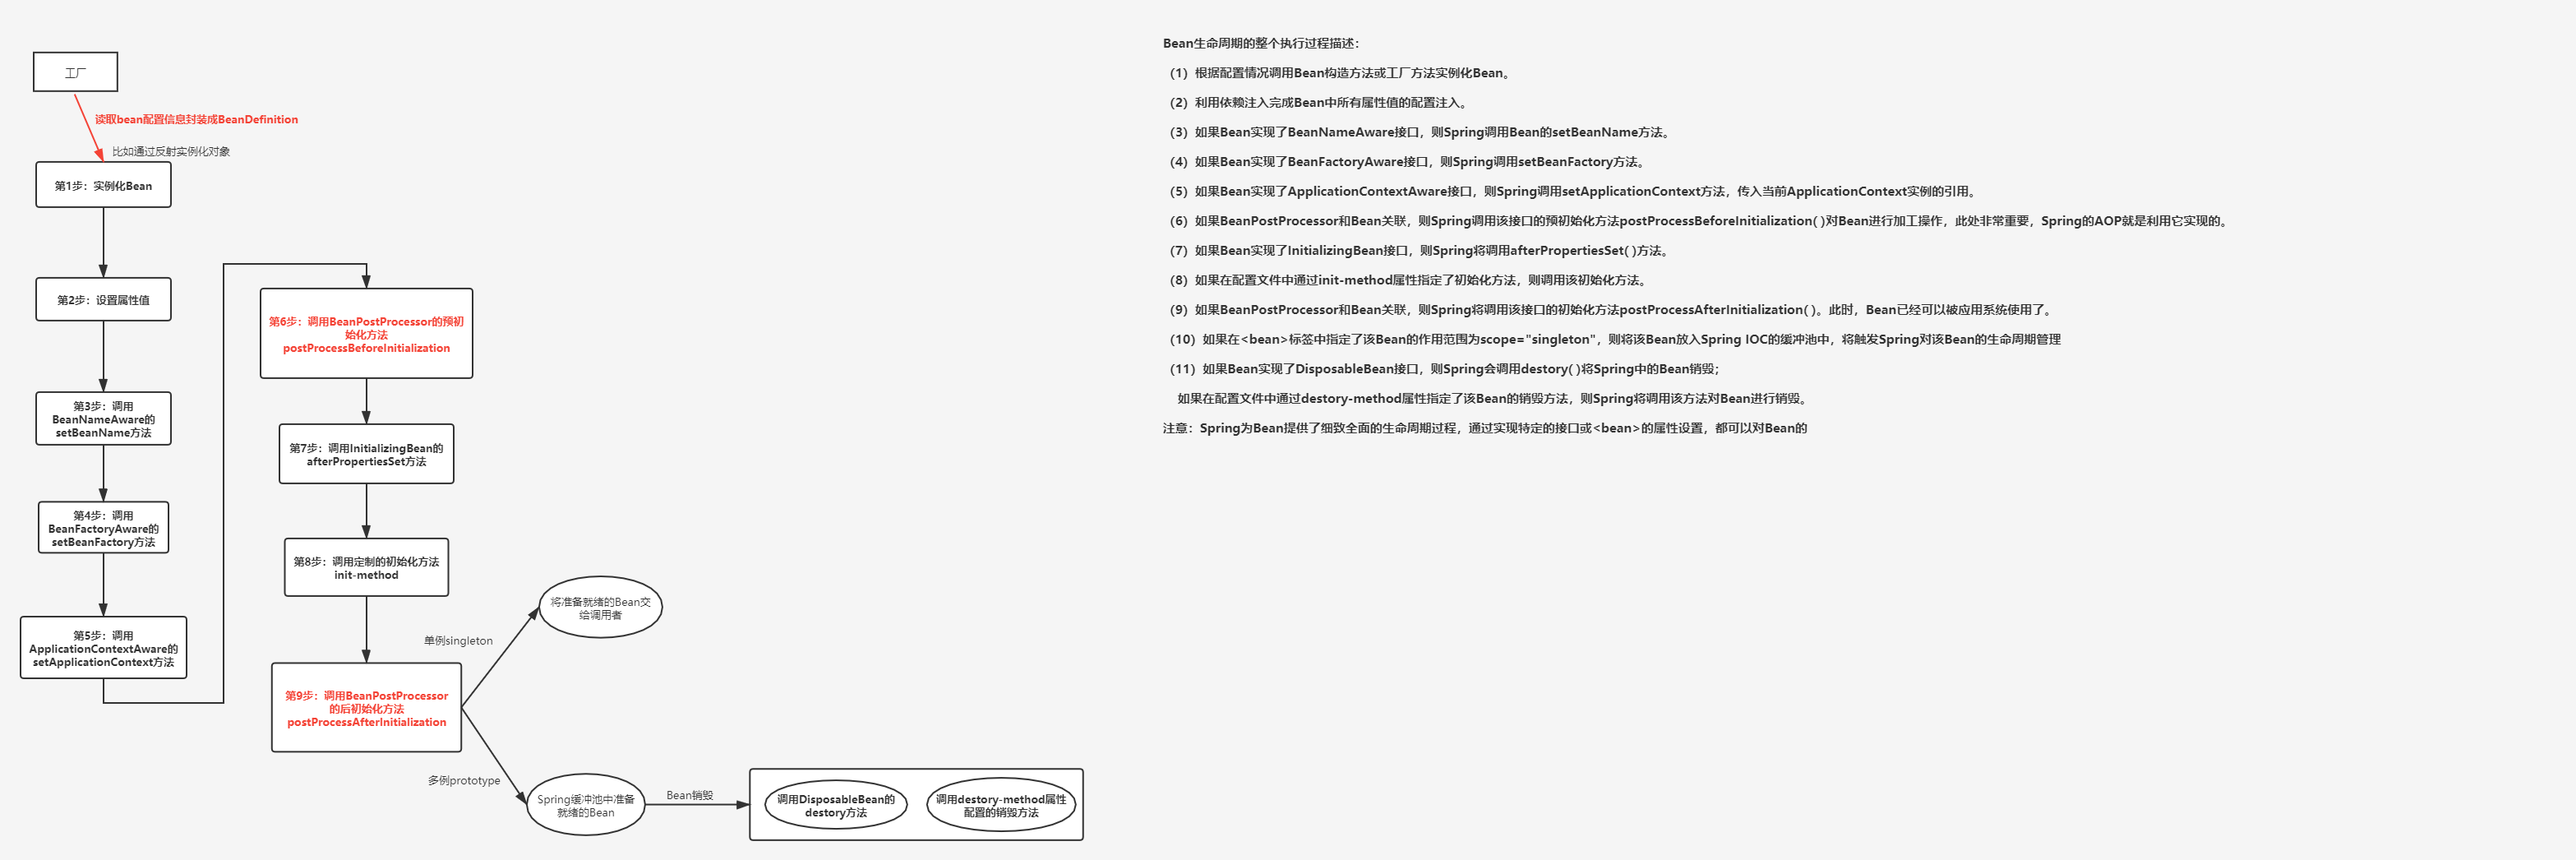 工厂
读取bean配置信息封装成BeanDefinition
比如通过反射实例化对象
第1步：实例化Bean
第2步：设置属性值
第3步：调用
BeanNameAware的
setBeanName方法
第4步：调用
BeanFactoryAware的
setBeanFactory方法
第5步：调用
ApplicationContextAware的
setApplicationContext方法
第6步：调用BeanPostProcessor的预初
始化方法
postProcessBeforeInitialization
第7步：调用InitializingBean的
afterPropertiesSet方法
第8步：调用定制的初始化方法
init-method
第9步：调用BeanPostProcessor
的后初始化方法
postProcessAfterInitialization
单例singleton
将准备就绪的Bean交
给调用者
多例prototype
Spring缓冲池中准备
就绪的Bean
Bean销毁
调用DisposableBean的
destory方法
调用destory-method属性
配置的销毁方法
Bean生命周期的整个执行过程描述：
（1）根据配置情况调用Bean构造方法或工厂方法实例化Bean。
（2）利用依赖注入完成Bean中所有属性值的配置注入。
（3）如果Bean实现了BeanNameAware接口，则Spring调用Bean的setBeanName方法。
（4）如果Bean实现了BeanFactoryAware接口，则Spring调用setBeanFactory方法。
（5）如果Bean实现了ApplicationContextAware接口，则Spring调用setApplicationContext方法，传入当前ApplicationContext实例的引用。
（6）如果BeanPostProcessor和Bean关联，则Spring调用该接口的预初始化方法postProcessBeforeInitialization( )对Bean进行加工操作，此处非常重要，Spring的AOP就是利用它实现的。
（7）如果Bean实现了InitializingBean接口，则Spring将调用afterPropertiesSet( )方法。
（8）如果在配置文件中通过init-method属性指定了初始化方法，则调用该初始化方法。
（9）如果BeanPostProcessor和Bean关联，则Spring将调用该接口的初始化方法postProcessAfterInitialization( )。此时，Bean已经可以被应用系统使用了。
（10）如果在<bean>标签中指定了该Bean的作用范围为scope="singleton"，则将该Bean放入Spring IOC的缓冲池中，将触发Spring对该Bean的生命周期管理
（11）如果Bean实现了DisposableBean接口，则Spring会调用destory( )将Spring中的Bean销毁；
如果在配置文件中通过destory-method属性指定了该Bean的销毁方法，则Spring将调用该方法对Bean进行销毁。
注意：Spring为Bean提供了细致全面的生命周期过程，通过实现特定的接口或<bean>的属性设置，都可以对Bean的